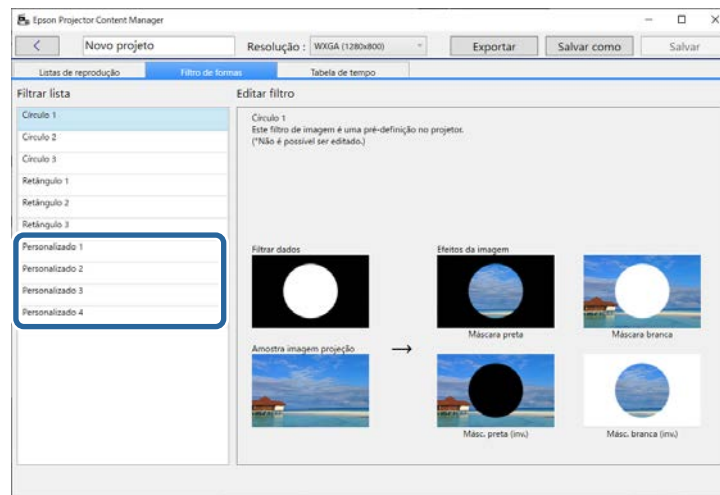 Epson Projector Content Manager
Novo projeto
Resolução :
WXGA (1280x800)
Exportar
Salvar como
Salvar
Listas de reprodução
Filtro de formas
Tabela de tempo
Filtrar lista
Editar filtro
Círculo 1
Círculo 2
Círculo 3
Retângulo 1
Retângulo 2
Retângulo 3
Personalizado 1
Personalizado 2
Personalizado 3
Personalizado 4
Círculo 1
Este filtro de imagem é uma pré-definição no projetor.
(*Não é possível ser editado.)
Filtrar dados
Efeitos da imagem
Máscara preta
Máscara branca
Amostra imagem projeção
→
Másc. preta (inv.)
Másc. branca (inv.)